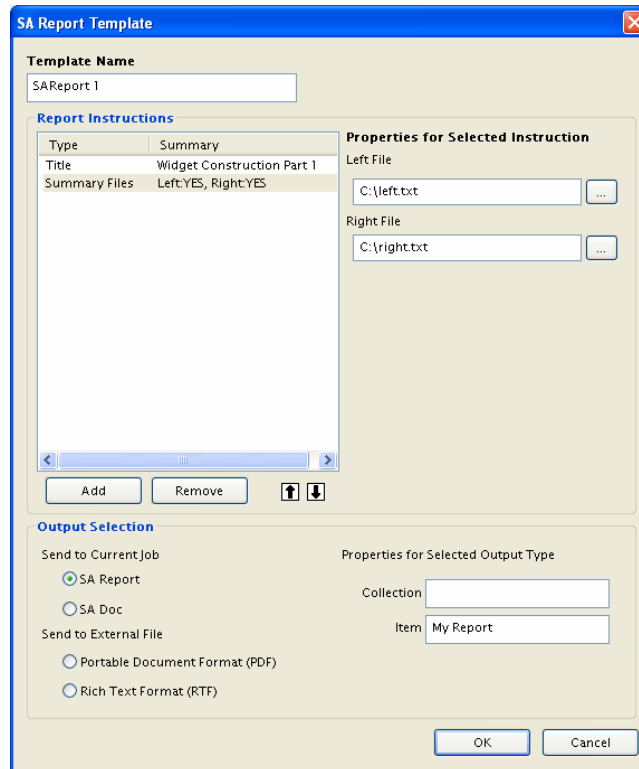 SA Report Template
Template Name
SAReport 1
Report Instructions
Type Summary
Title Widget Construction Part 1
Summary Files Left:YES, Right:YES
Properties for Selected Instruction
Left File
C:\left.txt ...
Right File
C:\right.txt ...
Add Remove
Output Selection
Send to Current Job
SA Report
SA Doc
Send to External File
Portable Document Format (PDF)
Rich Text Format (RTF)
Properties for Selected Output Type
Collection
Item My Report
OK Cancel